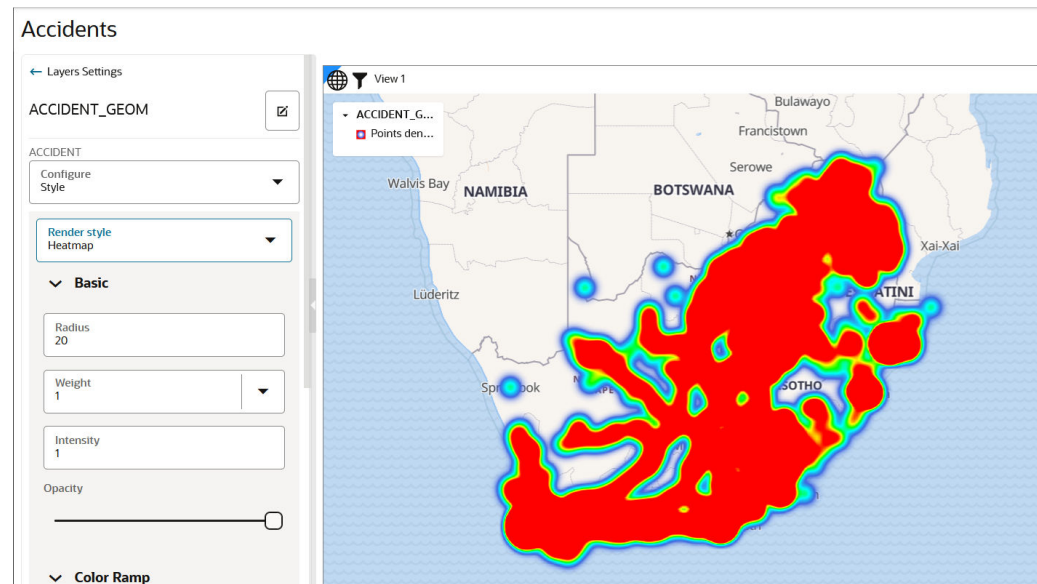 Accidents
← Layers Settings
ACCIDENT_GEOM
ACCIDENT
Configure
Style
Render style
Heatmap
Basic
Radius
20
Weight
1
Intensity
1
Opacity
Color Ramp
View 1
ACCIDENT_G...
Points den...
Bulawayo
Francistown
Serowe
Walvis Bay
NAMIBIA
BOTSWANA
Xai-Xai
Lüderitz
ATINI
SOTHO